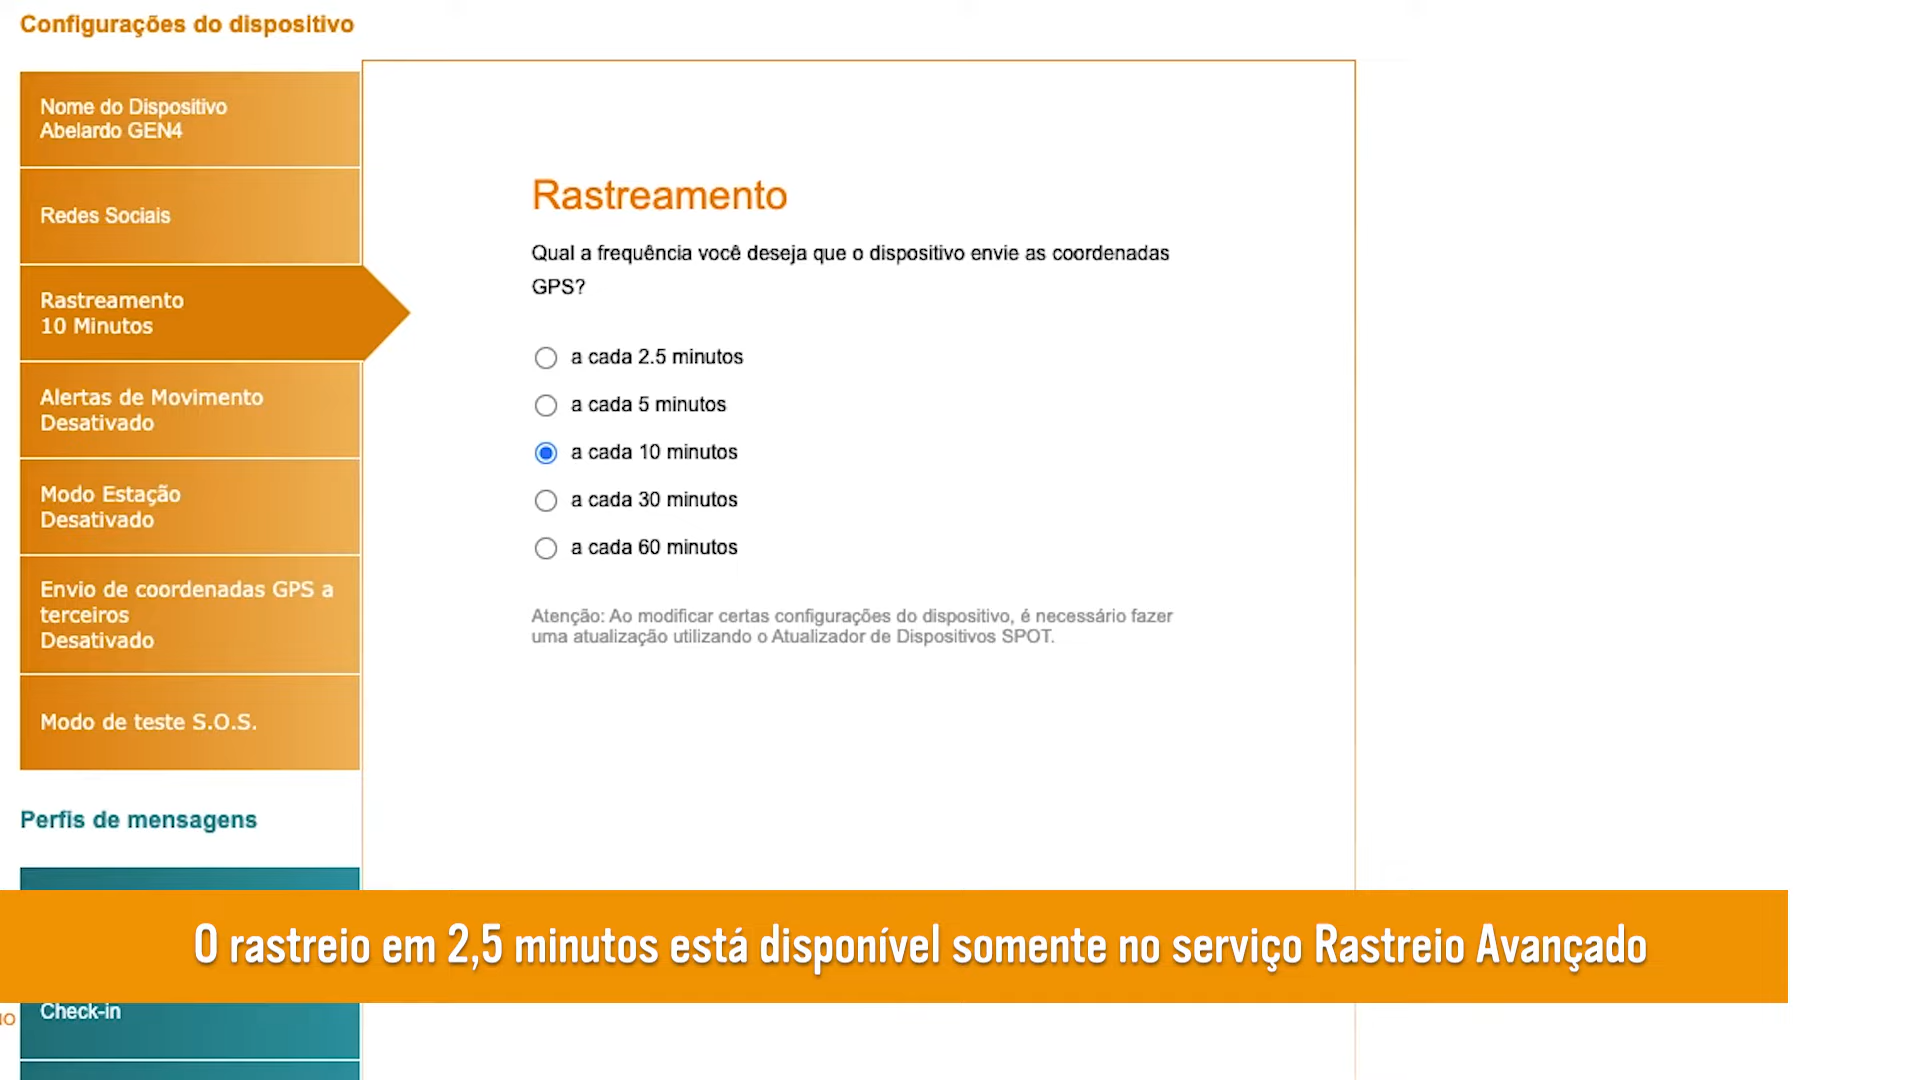 Configurações do dispositivo
Nome do Dispositivo
Abelardo GEN4
Redes Sociais
Rastreamento
10 Minutos
Alertas de Movimento
Desativado
Modo Estação
Desativado
Envio de coordenadas GPS a
terceiros
Desativado
Modo de teste S.O.S.
Perfis de mensagens
Check-in
Rastreamento
Qual a frequência você deseja que o dispositivo envie as coordenadas
GPS?
a cada 2.5 minutos
a cada 5 minutos
a cada 10 minutos
a cada 30 minutos
a cada 60 minutos
Atenção: Ao modificar certas configurações do dispositivo, é necessário fazer
uma atualização utilizando o Atualizador de Dispositivos SPOT.
O rastreio em 2,5 minutos está disponível somente no serviço Rastreio Avançado